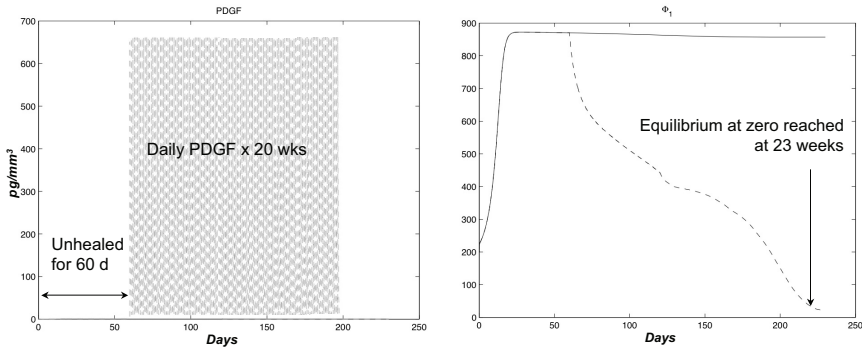 PDGF
700
600
500
400
300
200
100
0
pg/mm³
Daily PDGF x 20 wks
Unhealed
for 60 d
0 50 100 150 200 250
Days
Φ₁
900
800
700
600
500
400
300
200
100
0
Equilibrium at zero reached
at 23 weeks
0 50 100 150 200 250
Days